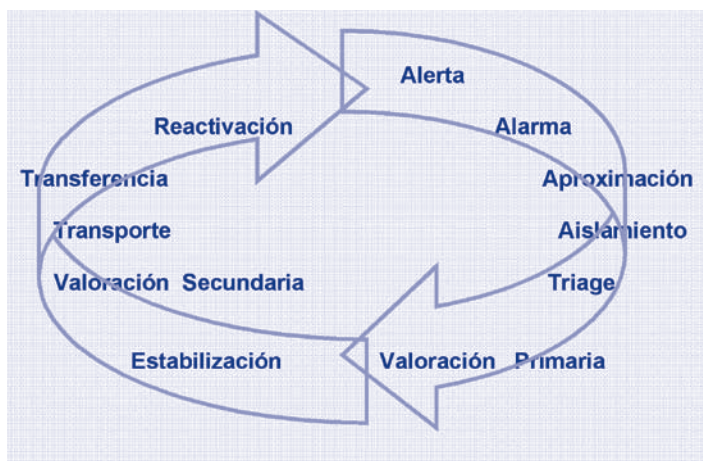 Alerta
Reactivación
Alarma
Transferencia
Aproximación
Transporte
Aislamiento
Valoración Secundaria
Triage
Estabilización
Valoración Primaria